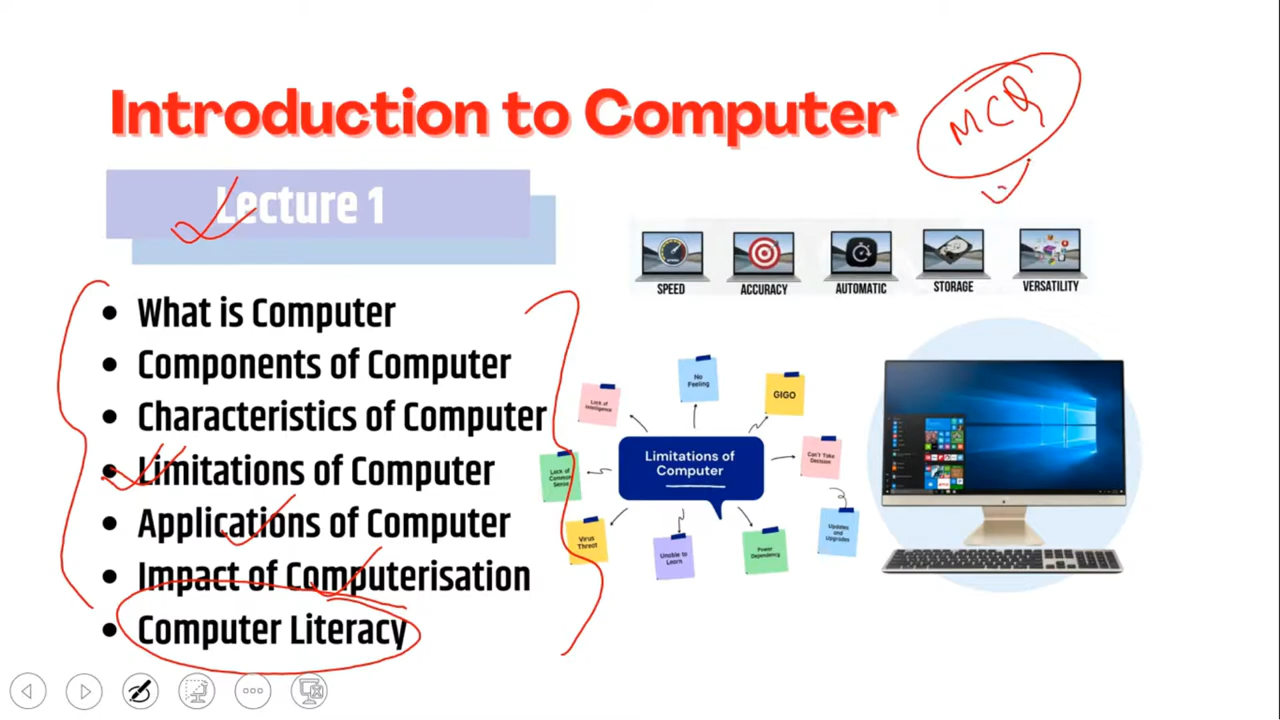 Introduction to Computer
MCQ
Lecture 1
• What is Computer
• Components of Computer
• Characteristics of Computer
• Limitations of Computer
• Applications of Computer
• Impact of Computerisation
• Computer Literacy
SPEED
ACCURACY
AUTOMATIC
STORAGE
VERSATILITY
No
Feeling
GIGO
Lack of
Intelligence
Limitations of
Computer
Can't Take
Decision
Lack of
Common
Sense
Updates
and
Upgrades
Virus
Threat
Unable to
Learn
Power
Dependency